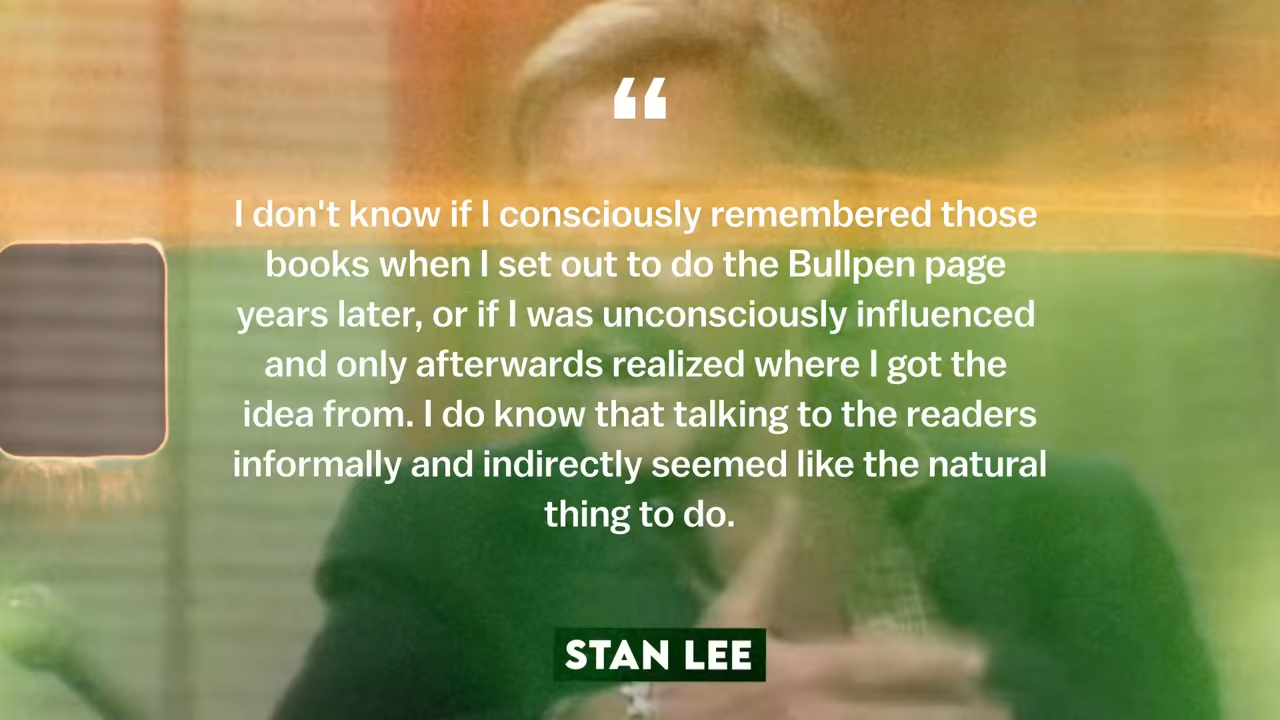 “
I don't know if I consciously remembered those
books when I set out to do the Bullpen page
years later, or if I was unconsciously influenced
and only afterwards realized where I got the
idea from. I do know that talking to the readers
informally and indirectly seemed like the natural
thing to do.
STAN LEE